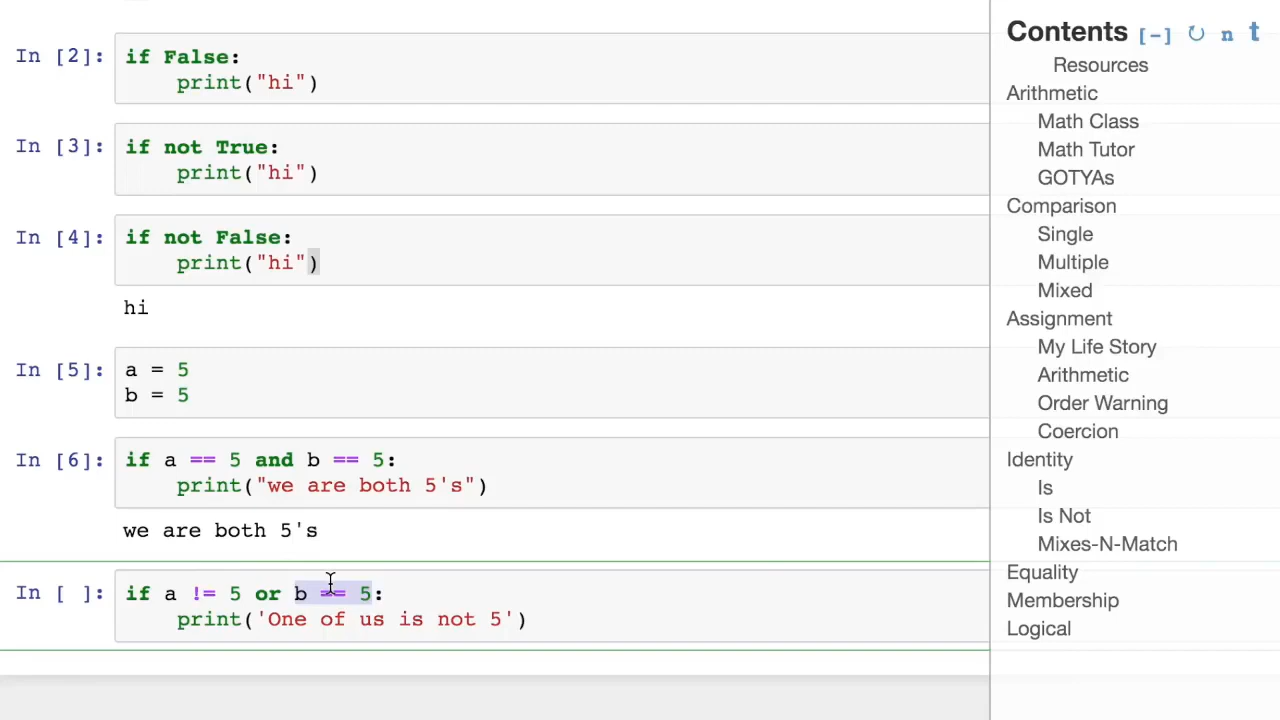 In [2]: if False:
print("hi")
In [3]: if not True:
print("hi")
In [4]: if not False:
print("hi")
hi
In [5]: a = 5
b = 5
In [6]: if a == 5 and b == 5:
print("we are both 5's")
we are both 5's
In [ ]: if a != 5 or b == 5:
print('One of us is not 5')
Contents [-] ↻ n t
Resources
Arithmetic
Math Class
Math Tutor
GOTYAs
Comparison
Single
Multiple
Mixed
Assignment
My Life Story
Arithmetic
Order Warning
Coercion
Identity
Is
Is Not
Mixes-N-Match
Equality
Membership
Logical